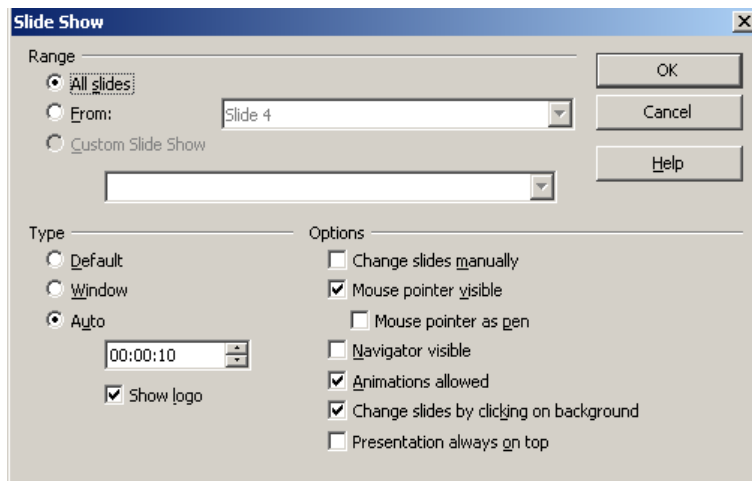 Slide Show
Range
All slides
From:
Slide 4
Custom Slide Show
OK
Cancel
Help
Type
Default
Window
Auto
00:00:10
Show logo
Options
Change slides manually
Mouse pointer visible
Mouse pointer as pen
Navigator visible
Animations allowed
Change slides by clicking on background
Presentation always on top